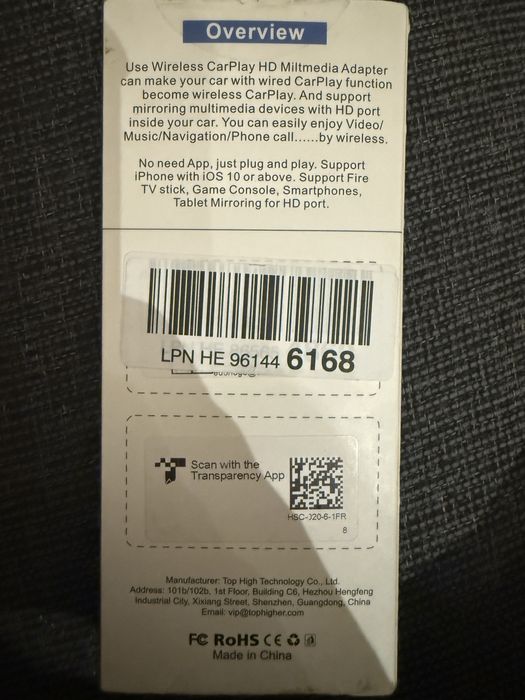 Overview
Use Wireless CarPlay HD Miltmedia Adapter
can make your car with wired CarPlay function
become wireless CarPlay. And support
mirroring multimedia devices with HD port
inside your car. You can easily enjoy Video/
Music/Navigation/Phone call......by wireless.
No need App, just plug and play. Support
iPhone with iOS 10 or above. Support Fire
TV stick, Game Console, Smartphones,
Tablet Mirroring for HD port.
LPN HE 96144 6168
Scan with the
Transparency App
HSC-020-6-1FR
8
Manufacturer: Top High Technology Co., Ltd.
Address: 101b/102b, 1st Floor, Building C6, Hezhou Hengfeng
Industrial City, Xixiang Street, Shenzhen, Guangdong, China
Email: vip@tophigher.com
FC RoHS CE
Made in China